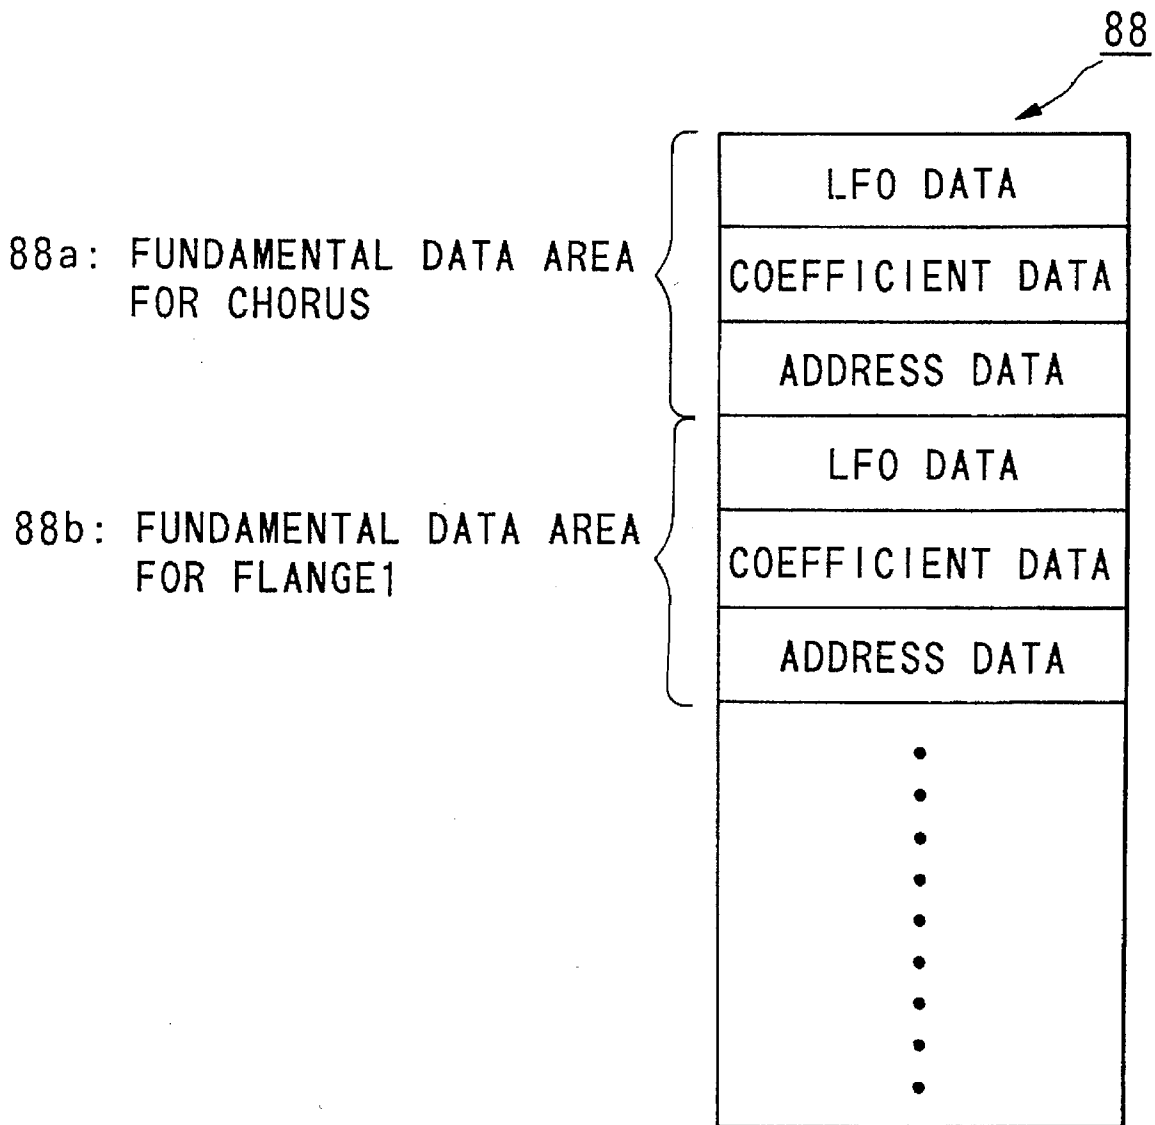 88
LFO DATA
88a: FUNDAMENTAL DATA AREA
FOR CHORUS
COEFFICIENT DATA
ADDRESS DATA
LFO DATA
88b: FUNDAMENTAL DATA AREA
FOR FLANGE1
COEFFICIENT DATA
ADDRESS DATA